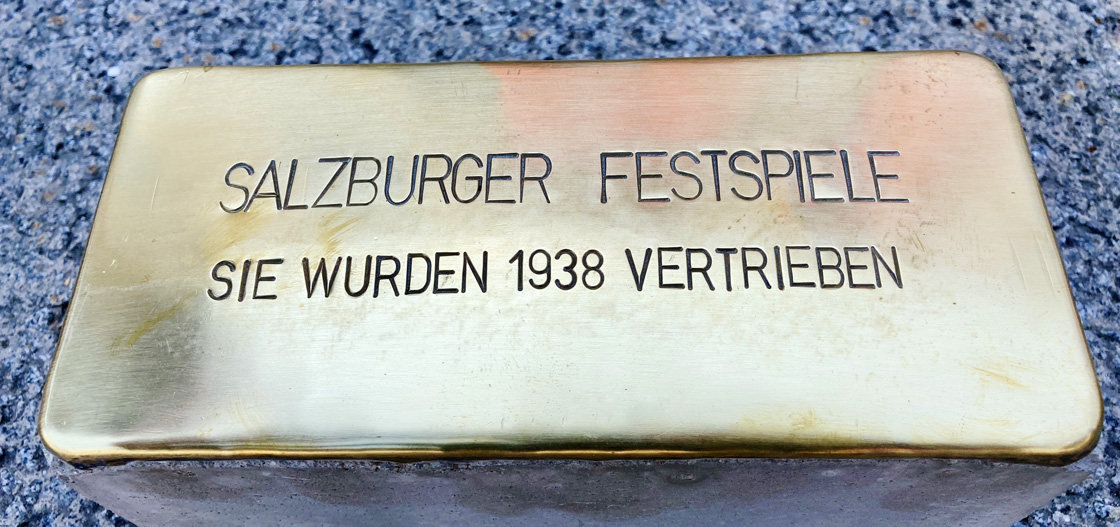 SALZBURGER FESTSPIELE
SIE WURDEN 1938 VERTRIEBEN